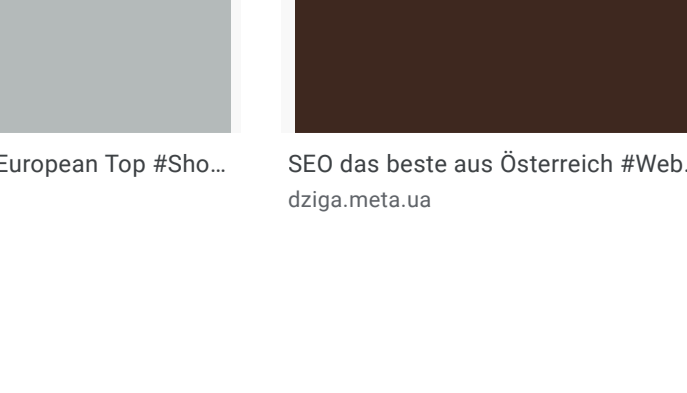 European Top #Sho...
SEO das beste aus Österreich #Web.
dziga.meta.ua